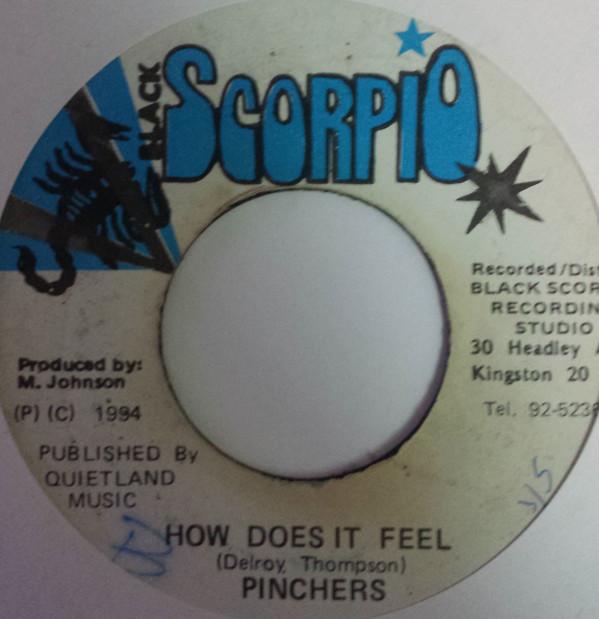 BLACK
SCORPIO
Recorded/Dist
BLACK SCOR
RECORDIN
STUDIO
30 Headley A
Kingston 20
Tel. 92-523
Produced by:
M. Johnson
(P) (C) 1994
PUBLISHED By
QUIETLAND
MUSIC
HOW DOES IT FEEL
(Delroy Thompson)
PINCHERS